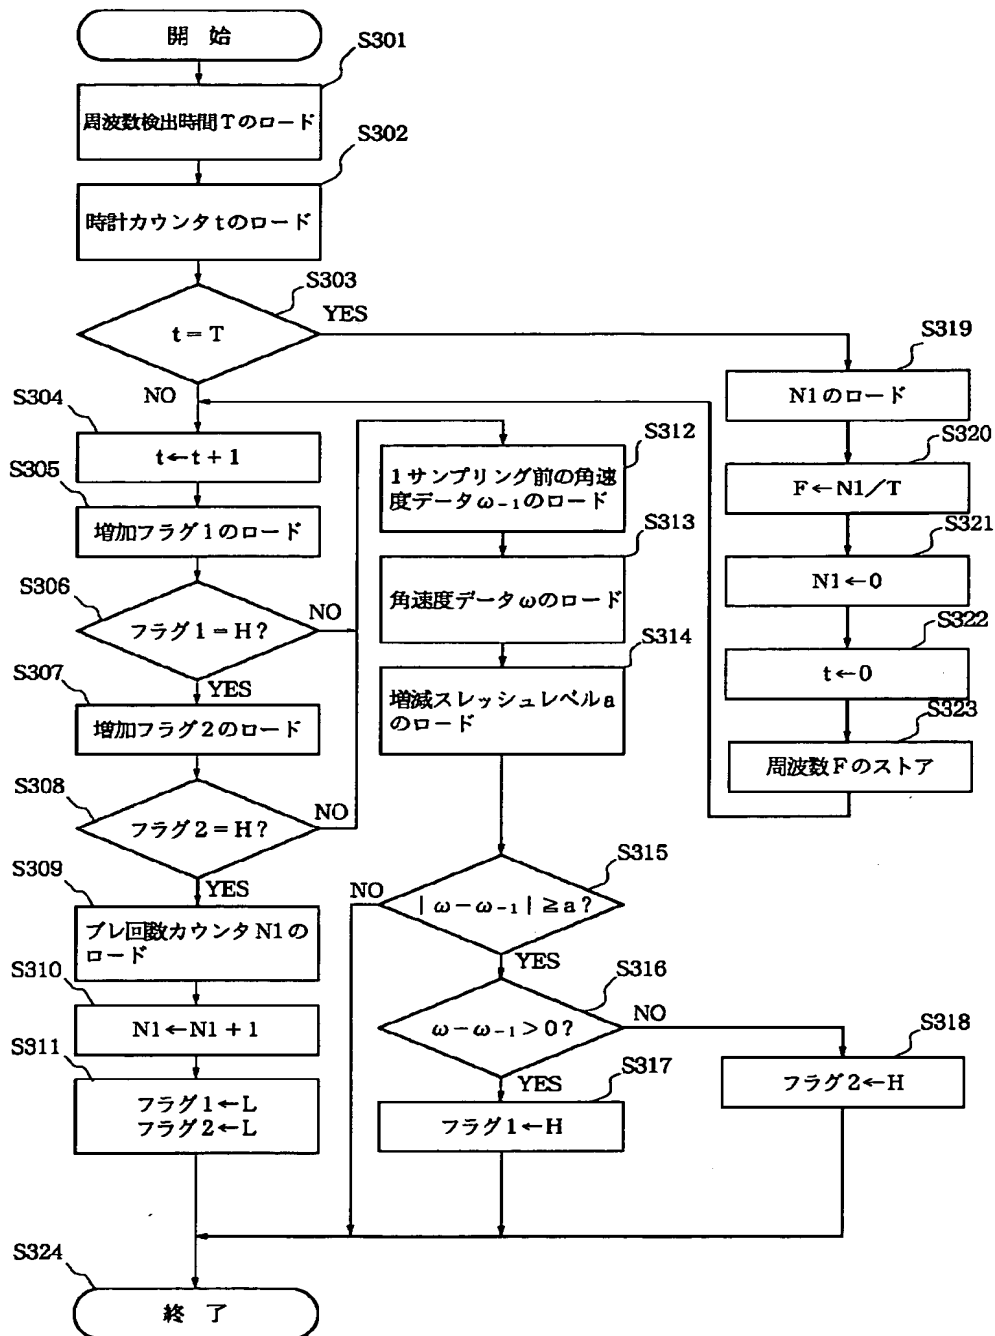 開 始
S301
周波数検出時間Tのロード
S302
時計カウンタtのロード
S303
t=T
YES
NO
S304
t←t+1
S305
増加フラグ1のロード
S306
フラグ1=H?
NO
YES
S307
増加フラグ2のロード
S308
フラグ2=H?
NO
YES
S309
ブレ回数カウンタN1の
ロード
S310
N1←N1+1
S311
フラグ1←L
フラグ2←L
S312
1サンプリング前の角速
度データω-1のロード
S313
角速度データωのロード
S314
増減スレッシュレベルa
のロード
S315
|ω-ω-1|≧a?
NO
YES
S316
ω-ω-1>0?
NO
YES
S317
フラグ1←H
S318
フラグ2←H
S319
N1のロード
S320
F←N1/T
S321
N1←0
S322
t←0
S323
周波数Fのストア
S324
終 了